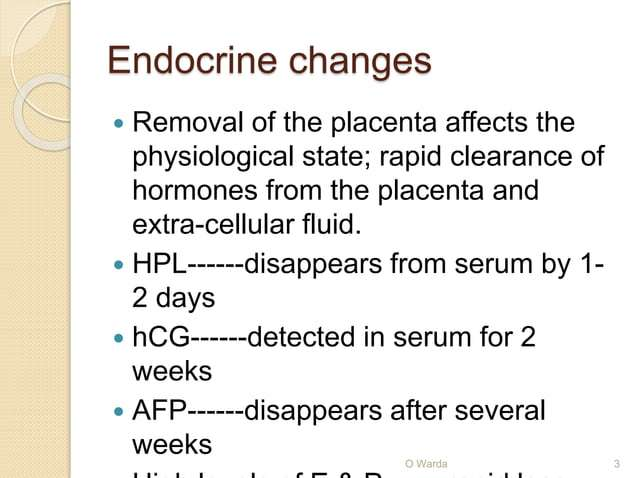 Endocrine changes
Removal of the placenta affects the
physiological state; rapid clearance of
hormones from the placenta and
extra-cellular fluid.
HPL------disappears from serum by 1-
2 days
hCG------detected in serum for 2
weeks
AFP------disappears after several
weeks
O Warda 3